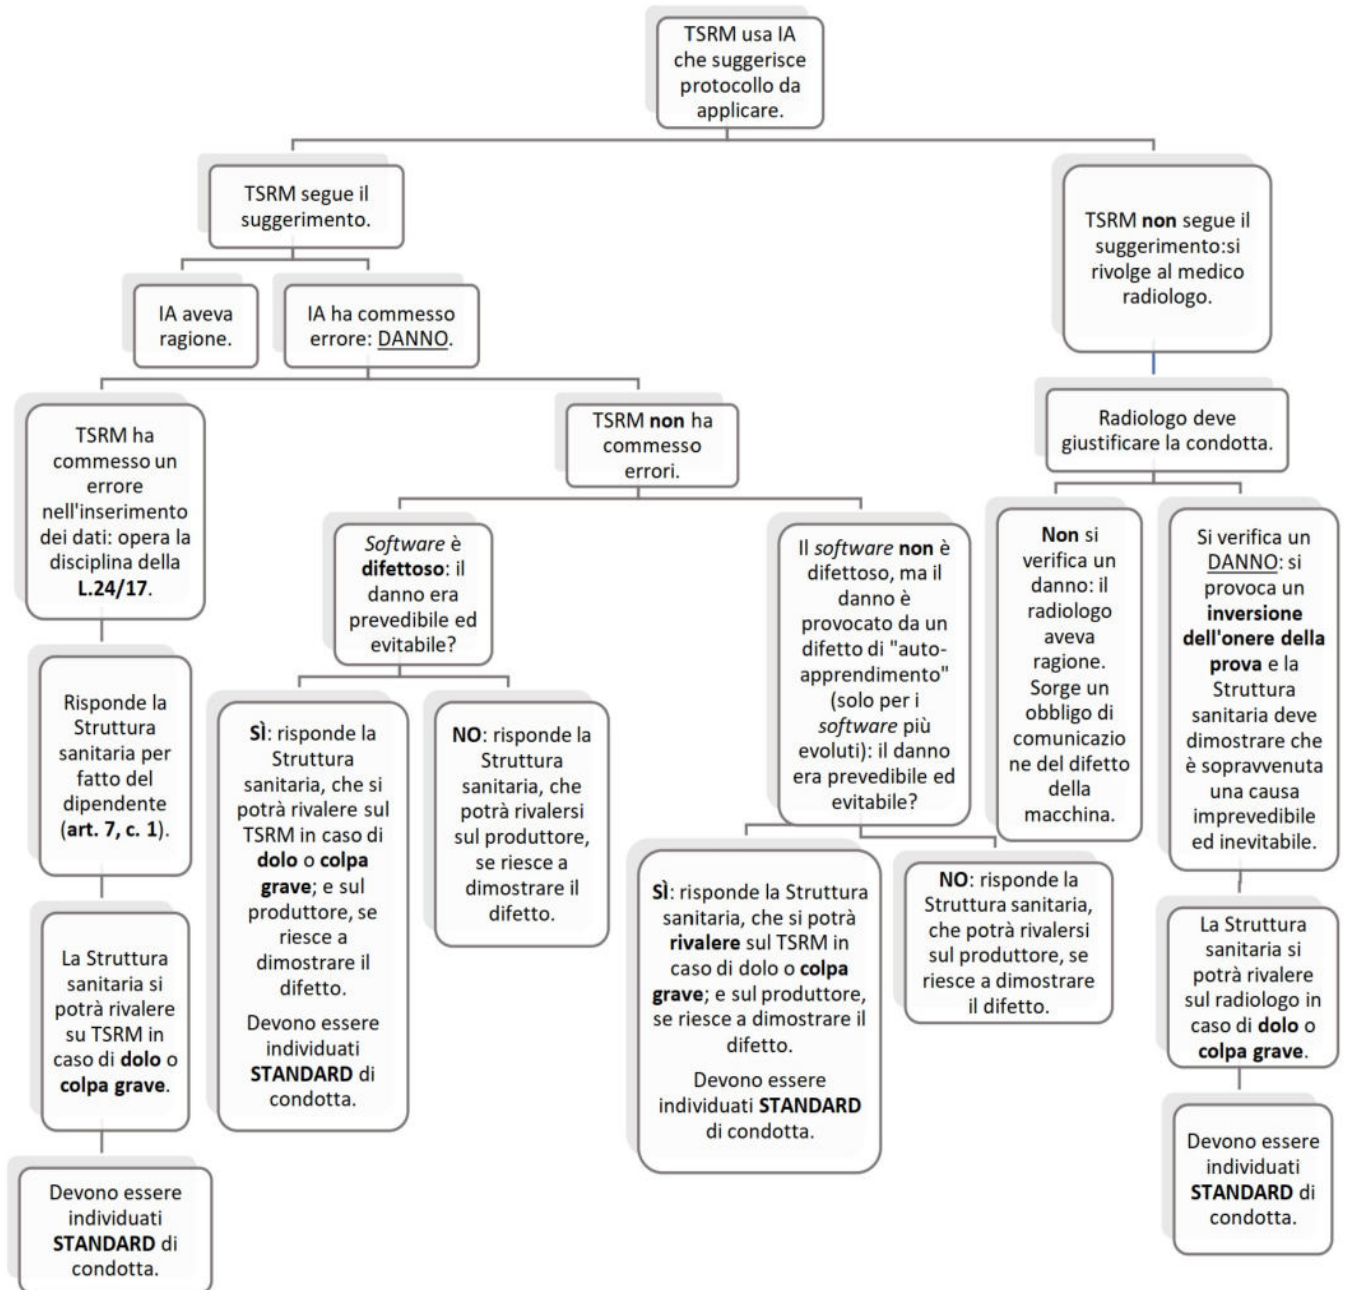 TSRM usa IA
che suggerisce
protocollo da
applicare.
TSRM segue il
suggerimento.
TSRM non segue il
suggerimento:si
rivolge al medico
radiologo.
IA aveva
ragione.
IA ha commesso
errore: DANNO.
Radiologo deve
giustificare la condotta.
TSRM ha
commesso un
errore
nell'inserimento
dei dati: opera la
disciplina della
L.24/17.
TSRM non ha
commesso
errori.
Software è
difettoso: il
danno era
prevedibile ed
evitabile?
Il software non è
difettoso, ma il
danno è
provocato da un
difetto di "auto-
apprendimento"
(solo per i
software più
evoluti): il danno
era prevedibile ed
evitabile?
Non si
verifica un
danno: il
radiologo
aveva
ragione.
Sorge un
obbligo di
comunicazio
ne del difetto
della
macchina.
Si verifica un
DANNO: si
provoca un
inversione
dell'onere della
prova e la
Struttura
sanitaria deve
dimostrare che
è sopravvenuta
una causa
imprevedibile
ed inevitabile.
Risponde la
Struttura
sanitaria per
fatto del
dipendente
(art. 7, c. 1).
SÌ: risponde la
Struttura
sanitaria, che si
potrà rivalere sul
TSRM in caso di
dolo o colpa
grave; e sul
produttore, se
riesce a
dimostrare il
difetto.
Devono essere
individuati
STANDARD di
condotta.
NO: risponde la
Struttura
sanitaria, che
potrà rivalersi
sul produttore,
se riesce a
dimostrare il
difetto.
SÌ: risponde la Struttura
sanitaria, che si potrà
rivalere sul TSRM in
caso di dolo o colpa
grave; e sul produttore,
se riesce a dimostrare il
difetto.
Devono essere
individuati STANDARD
di condotta.
NO: risponde la
Struttura sanitaria,
che potrà rivalersi
sul produttore, se
riesce a dimostrare
il difetto.
La Struttura
sanitaria si
potrà rivalere
su TSRM in
caso di dolo o
colpa grave.
La Struttura
sanitaria si
potrà rivalere
sul radiologo in
caso di dolo o
colpa grave.
Devono essere
individuati
STANDARD di
condotta.
Devono essere
individuati
STANDARD di
condotta.